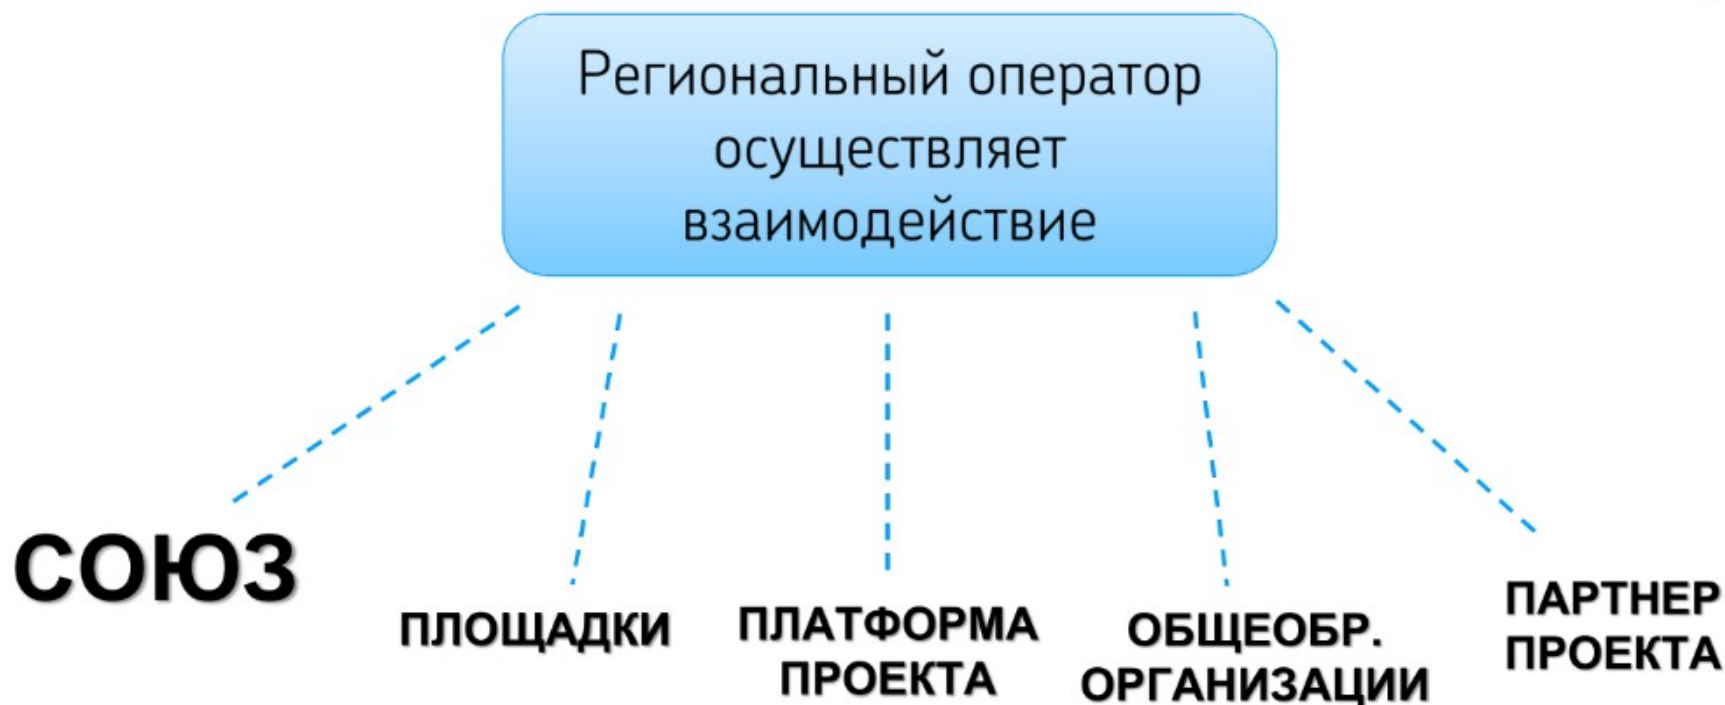 Региональный оператор
осуществляет
взаимодействие
СОЮЗ
ПЛОЩАДКИ
ПЛАТФОРМА
ПРОЕКТА
ОБЩЕОБР.
ОРГАНИЗАЦИИ
ПАРТНЕР
ПРОЕКТА